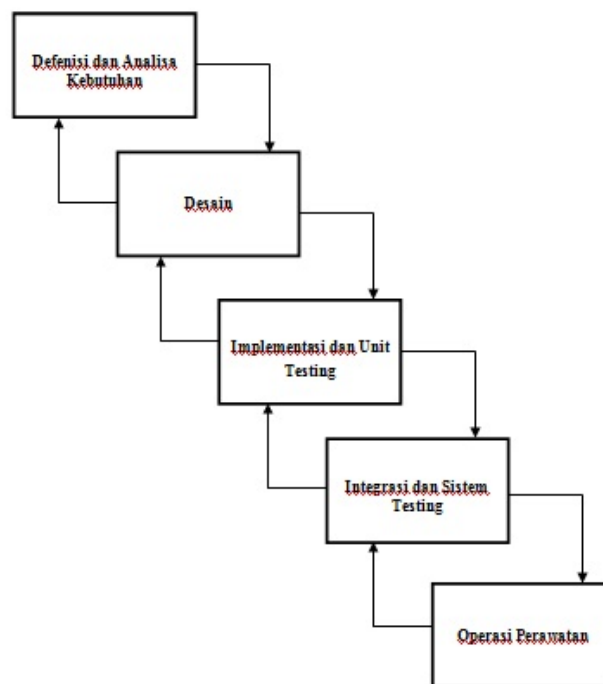 Defenisi dan Analisa
Kebutuhan
Desain
Implementasi dan Unit
Testing
Integrasi dan Sistem
Testing
Operasi Perawatan